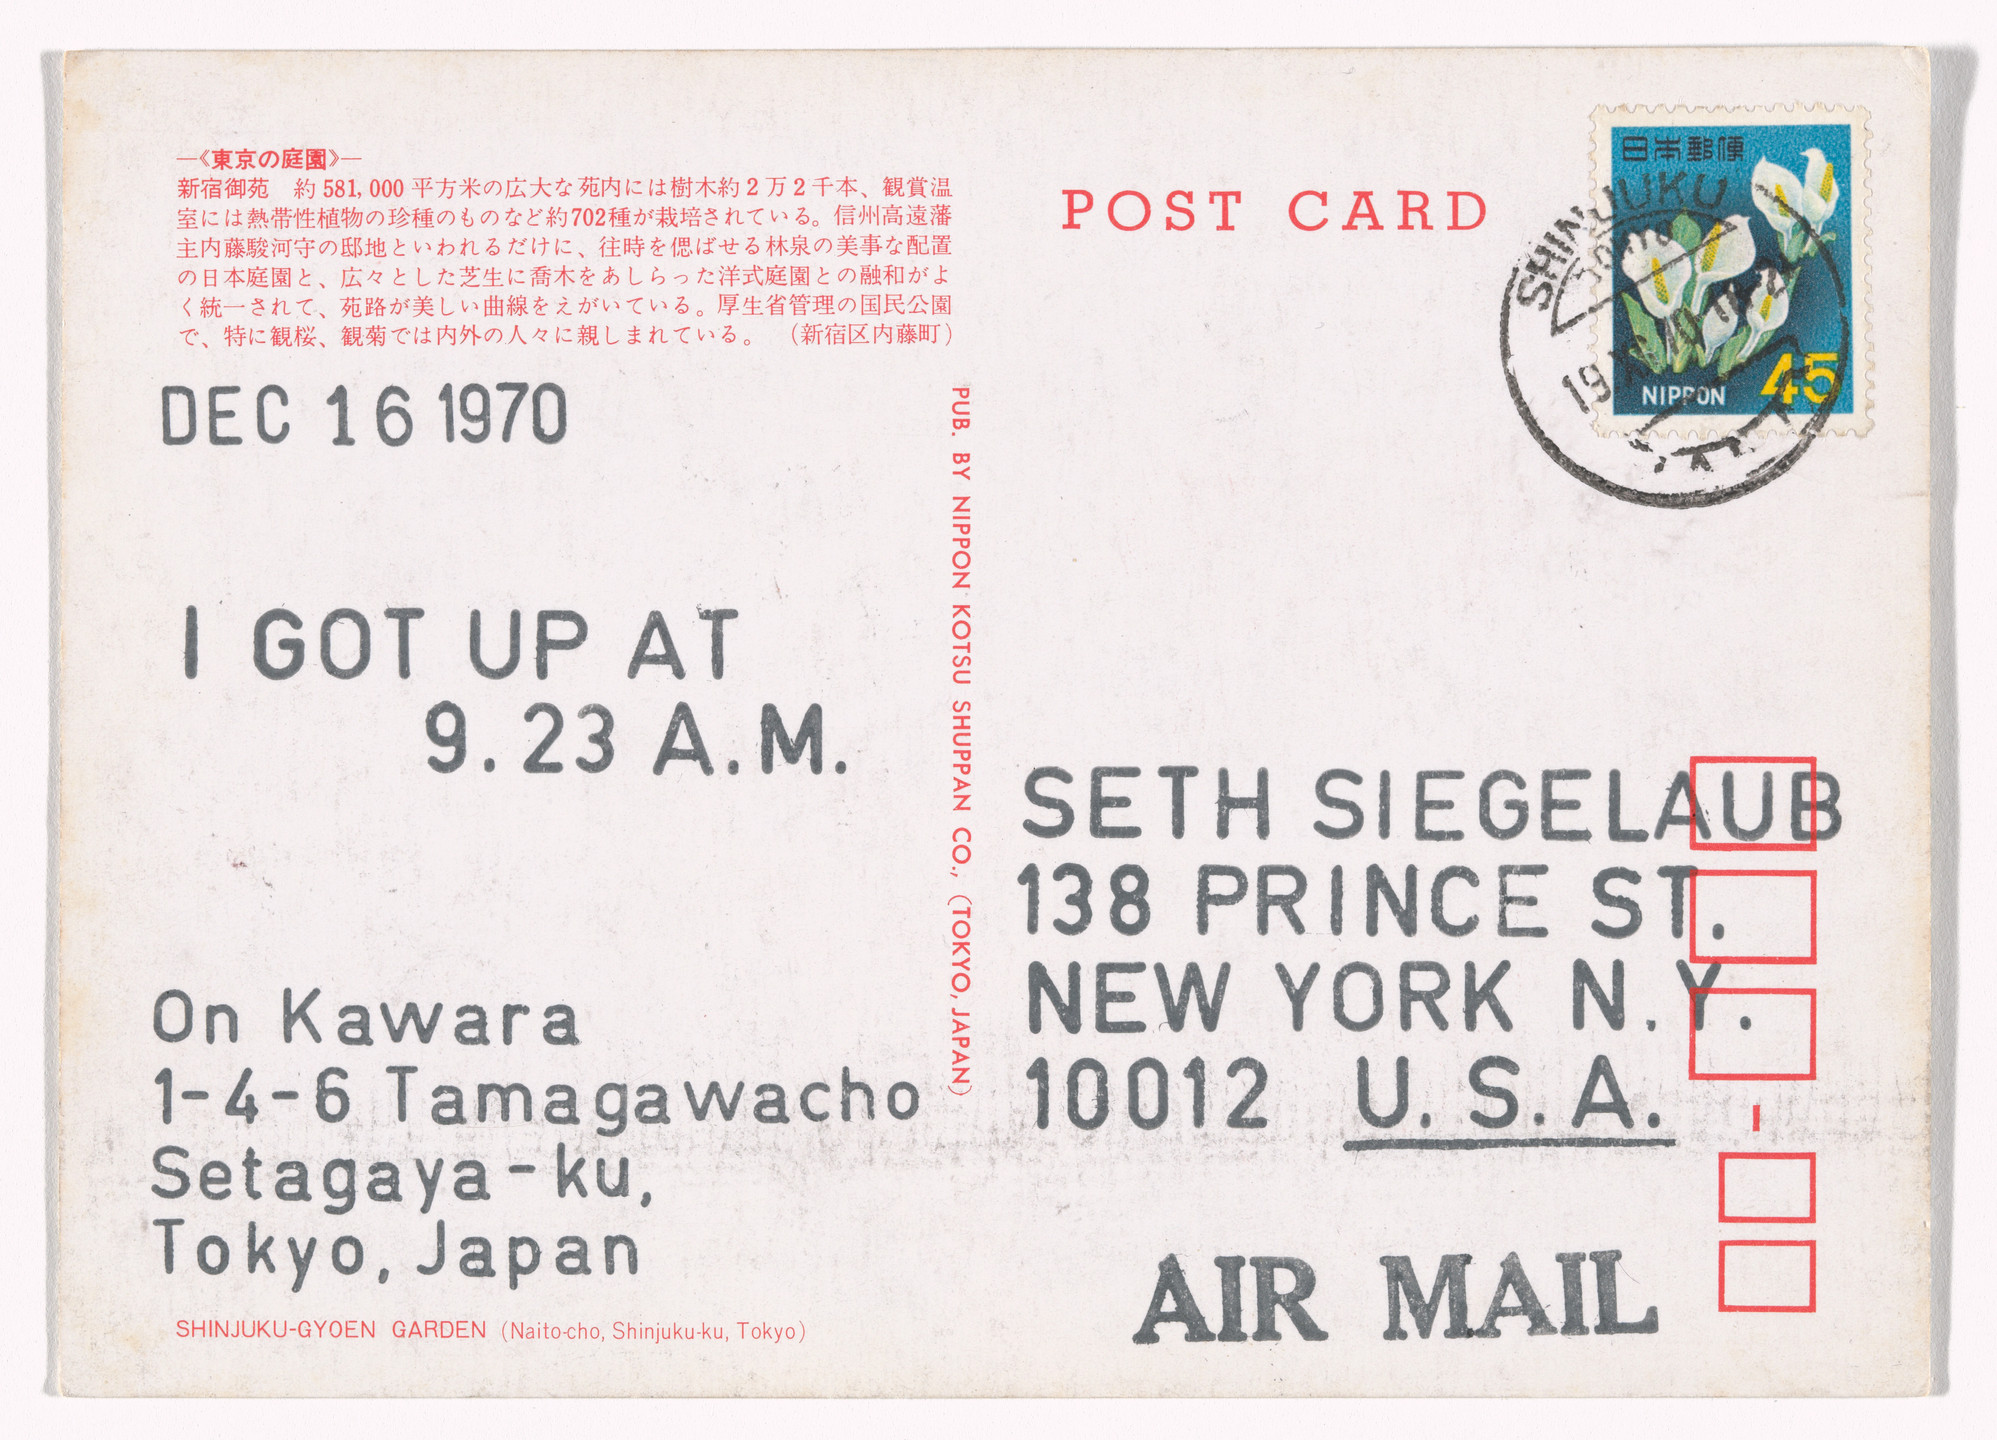 —《東京の庭園》—
新宿御苑　約581,000平方米の広大な苑内には樹木約2万2千本、観賞温
室には熱帯性植物の珍種のものなど約702種が栽培されている。信州高遠藩
主内藤駿河守の邸地といわれるだけに、往時を偲ばせる林泉の美事な配置
の日本庭園と、広々とした芝生に喬木をあしらった洋式庭園との融和がよ
く統一されて、苑路が美しい曲線をえがいている。厚生省管理の国民公園
で、特に観桜、観菊では内外の人々に親しまれている。（新宿区内藤町）
DEC 16 1970
I GOT UP AT
9.23 A.M.
On Kawara
1-4-6 Tamagawacho
Setagaya-ku,
Tokyo, Japan
SHINJUKU-GYOEN GARDEN (Naito-cho, Shinjuku-ku, Tokyo)
PUB. BY NIPPON KOTSU SHUPPAN CO., (TOKYO, JAPAN)
POST CARD
日本郵便
NIPPON 45
SHINJUKU
SETH SIEGELAUB
138 PRINCE ST.
NEW YORK N.Y.
10012 U.S.A.
AIR MAIL